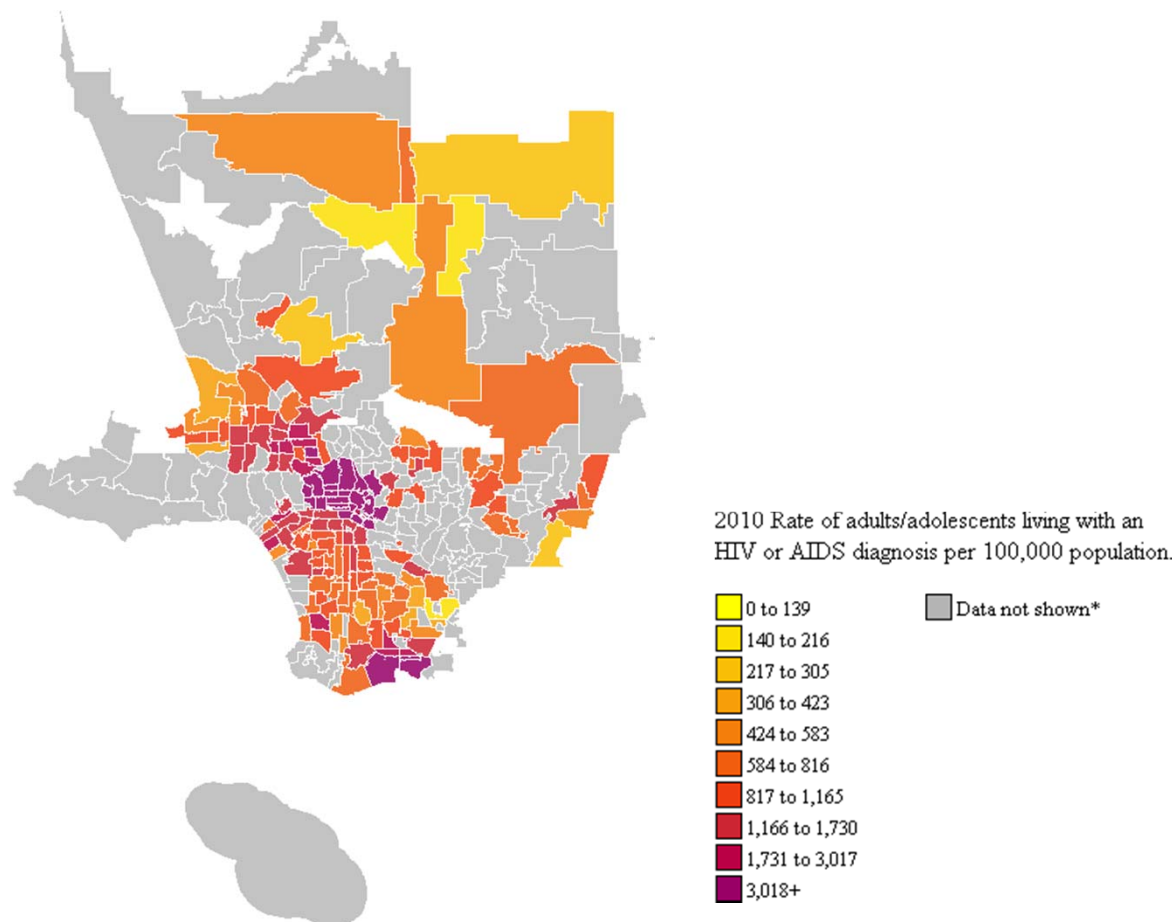 2010 Rate of adults/adolescents living with an
HIV or AIDS diagnosis per 100,000 population.
0 to 139
Data not shown*
140 to 216
217 to 305
306 to 423
424 to 583
584 to 816
817 to 1,165
1,166 to 1,730
1,731 to 3,017
3,018+